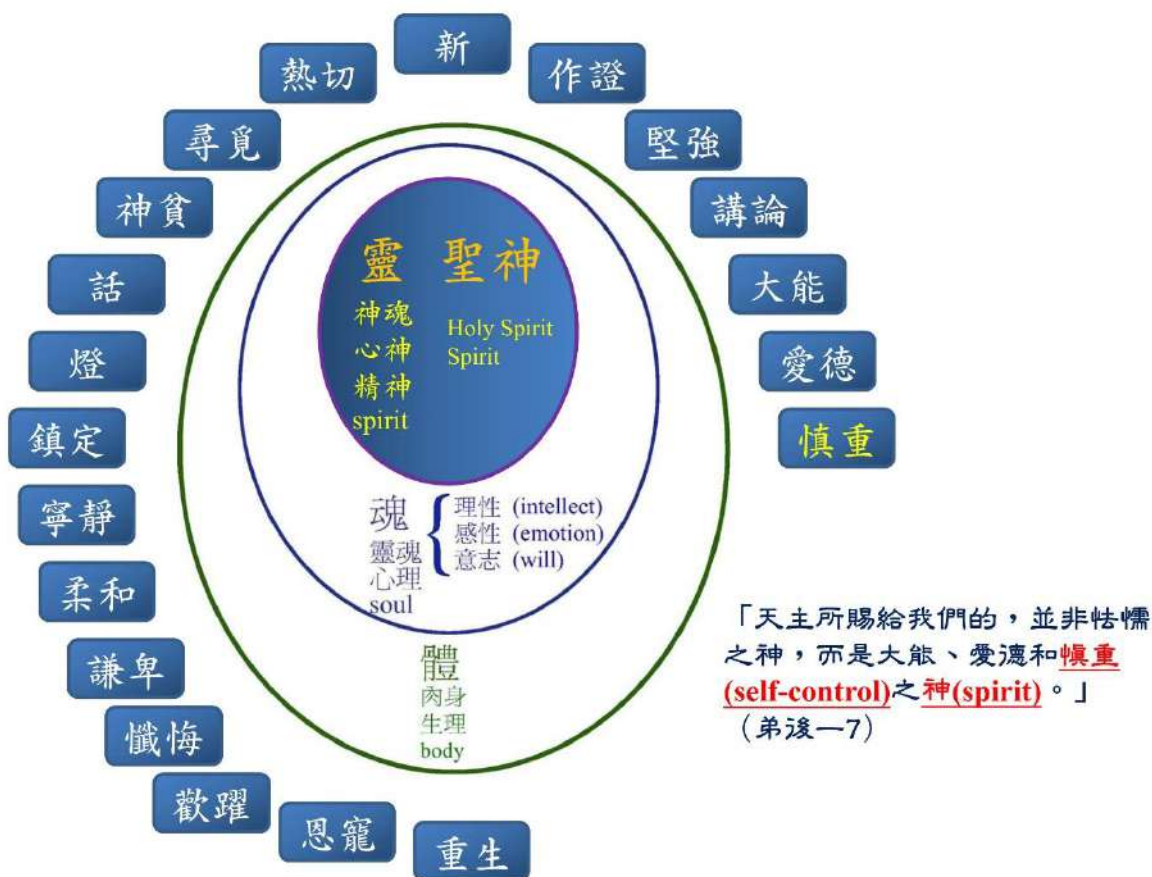 新
熱切
作證
尋覓
堅強
神貧
講論
話
大能
燈
愛德
鎮定
慎重
寧靜
柔和
謙卑
懺悔
歡躍
恩寵
重生
靈 聖神
神魂
心神
精神
spirit
Holy Spirit
Spirit
魂
靈魂
心理
soul
{
理性 (intellect)
感性 (emotion)
意志 (will)
體
肉身
生理
body
「天主所賜給我們的，並非怯懦
之神，而是大能、愛德和慎重
(self-control)之神(spirit)。」
（弟後一7）